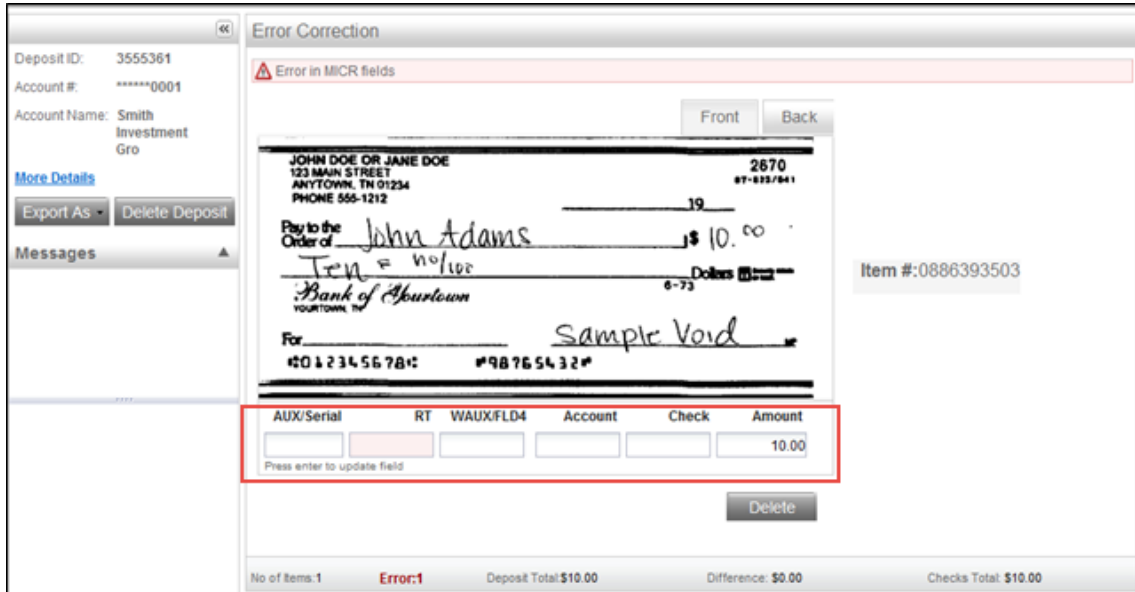 «
Error Correction
Deposit ID: 3555361
Account #: ******0001
Account Name: Smith
Investment
Gro
More Details
Export As
Delete Deposit
Messages
Error in MICR fields
Front
Back
JOHN DOE OR JANE DOE
123 MAIN STREET
ANYTOWN, TN 01234
PHONE 555-1212
2670
19
Pay to the
Order of John Adams $ 10.00
Ten & no/100 Dollars
6-73
Bank of Yourtown
YOURTOWN, TN
For Sample Void
⑆012345678⑆ ⑈98765432⑈
Item #:0886393503
AUX/Serial RT WAUX/FLD4 Account Check Amount
10.00
Press enter to update field
Delete
No of Items:1 Error:1 Deposit Total:$10.00 Difference: $0.00 Checks Total: $10.00